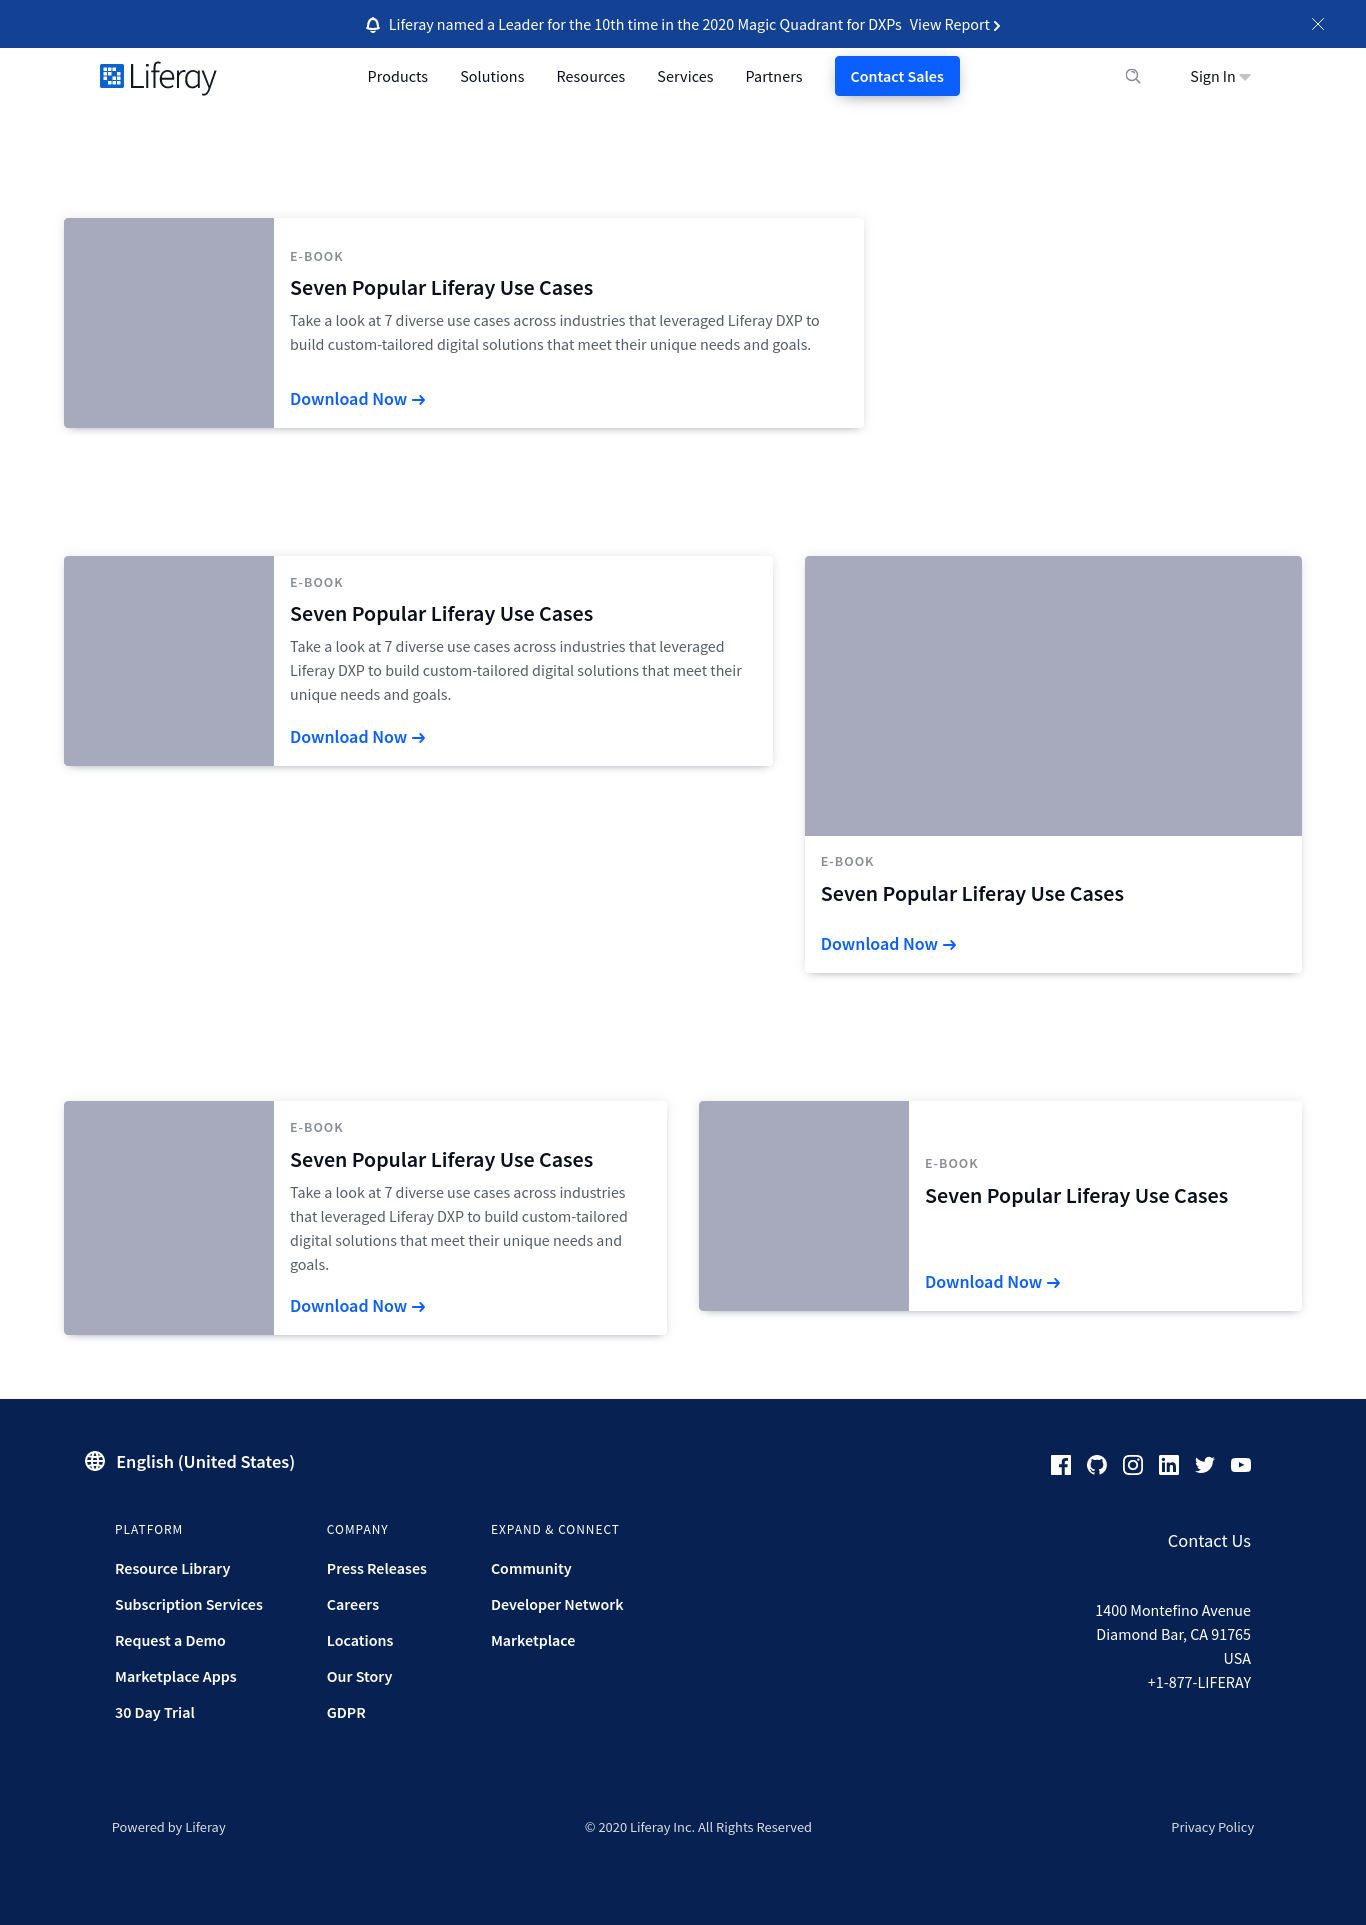 Liferay named a Leader for the 10th time in the 2020 Magic Quadrant for DXPs View Report
Liferay
Products
Solutions
Resources
Services
Partners
Contact Sales
Sign In
E-BOOK
Seven Popular Liferay Use Cases
Take a look at 7 diverse use cases across industries that leveraged Liferay DXP to
build custom-tailored digital solutions that meet their unique needs and goals.
Download Now
E-BOOK
Seven Popular Liferay Use Cases
Take a look at 7 diverse use cases across industries that leveraged
Liferay DXP to build custom-tailored digital solutions that meet their
unique needs and goals.
Download Now
E-BOOK
Seven Popular Liferay Use Cases
Download Now
E-BOOK
Seven Popular Liferay Use Cases
Take a look at 7 diverse use cases across industries
that leveraged Liferay DXP to build custom-tailored
digital solutions that meet their unique needs and
goals.
Download Now
E-BOOK
Seven Popular Liferay Use Cases
Download Now
English (United States)
PLATFORM
Resource Library
Subscription Services
Request a Demo
Marketplace Apps
30 Day Trial
COMPANY
Press Releases
Careers
Locations
Our Story
GDPR
EXPAND & CONNECT
Community
Developer Network
Marketplace
Contact Us
1400 Montefino Avenue
Diamond Bar, CA 91765
USA
+1-877-LIFERAY
Powered by Liferay
© 2020 Liferay Inc. All Rights Reserved
Privacy Policy